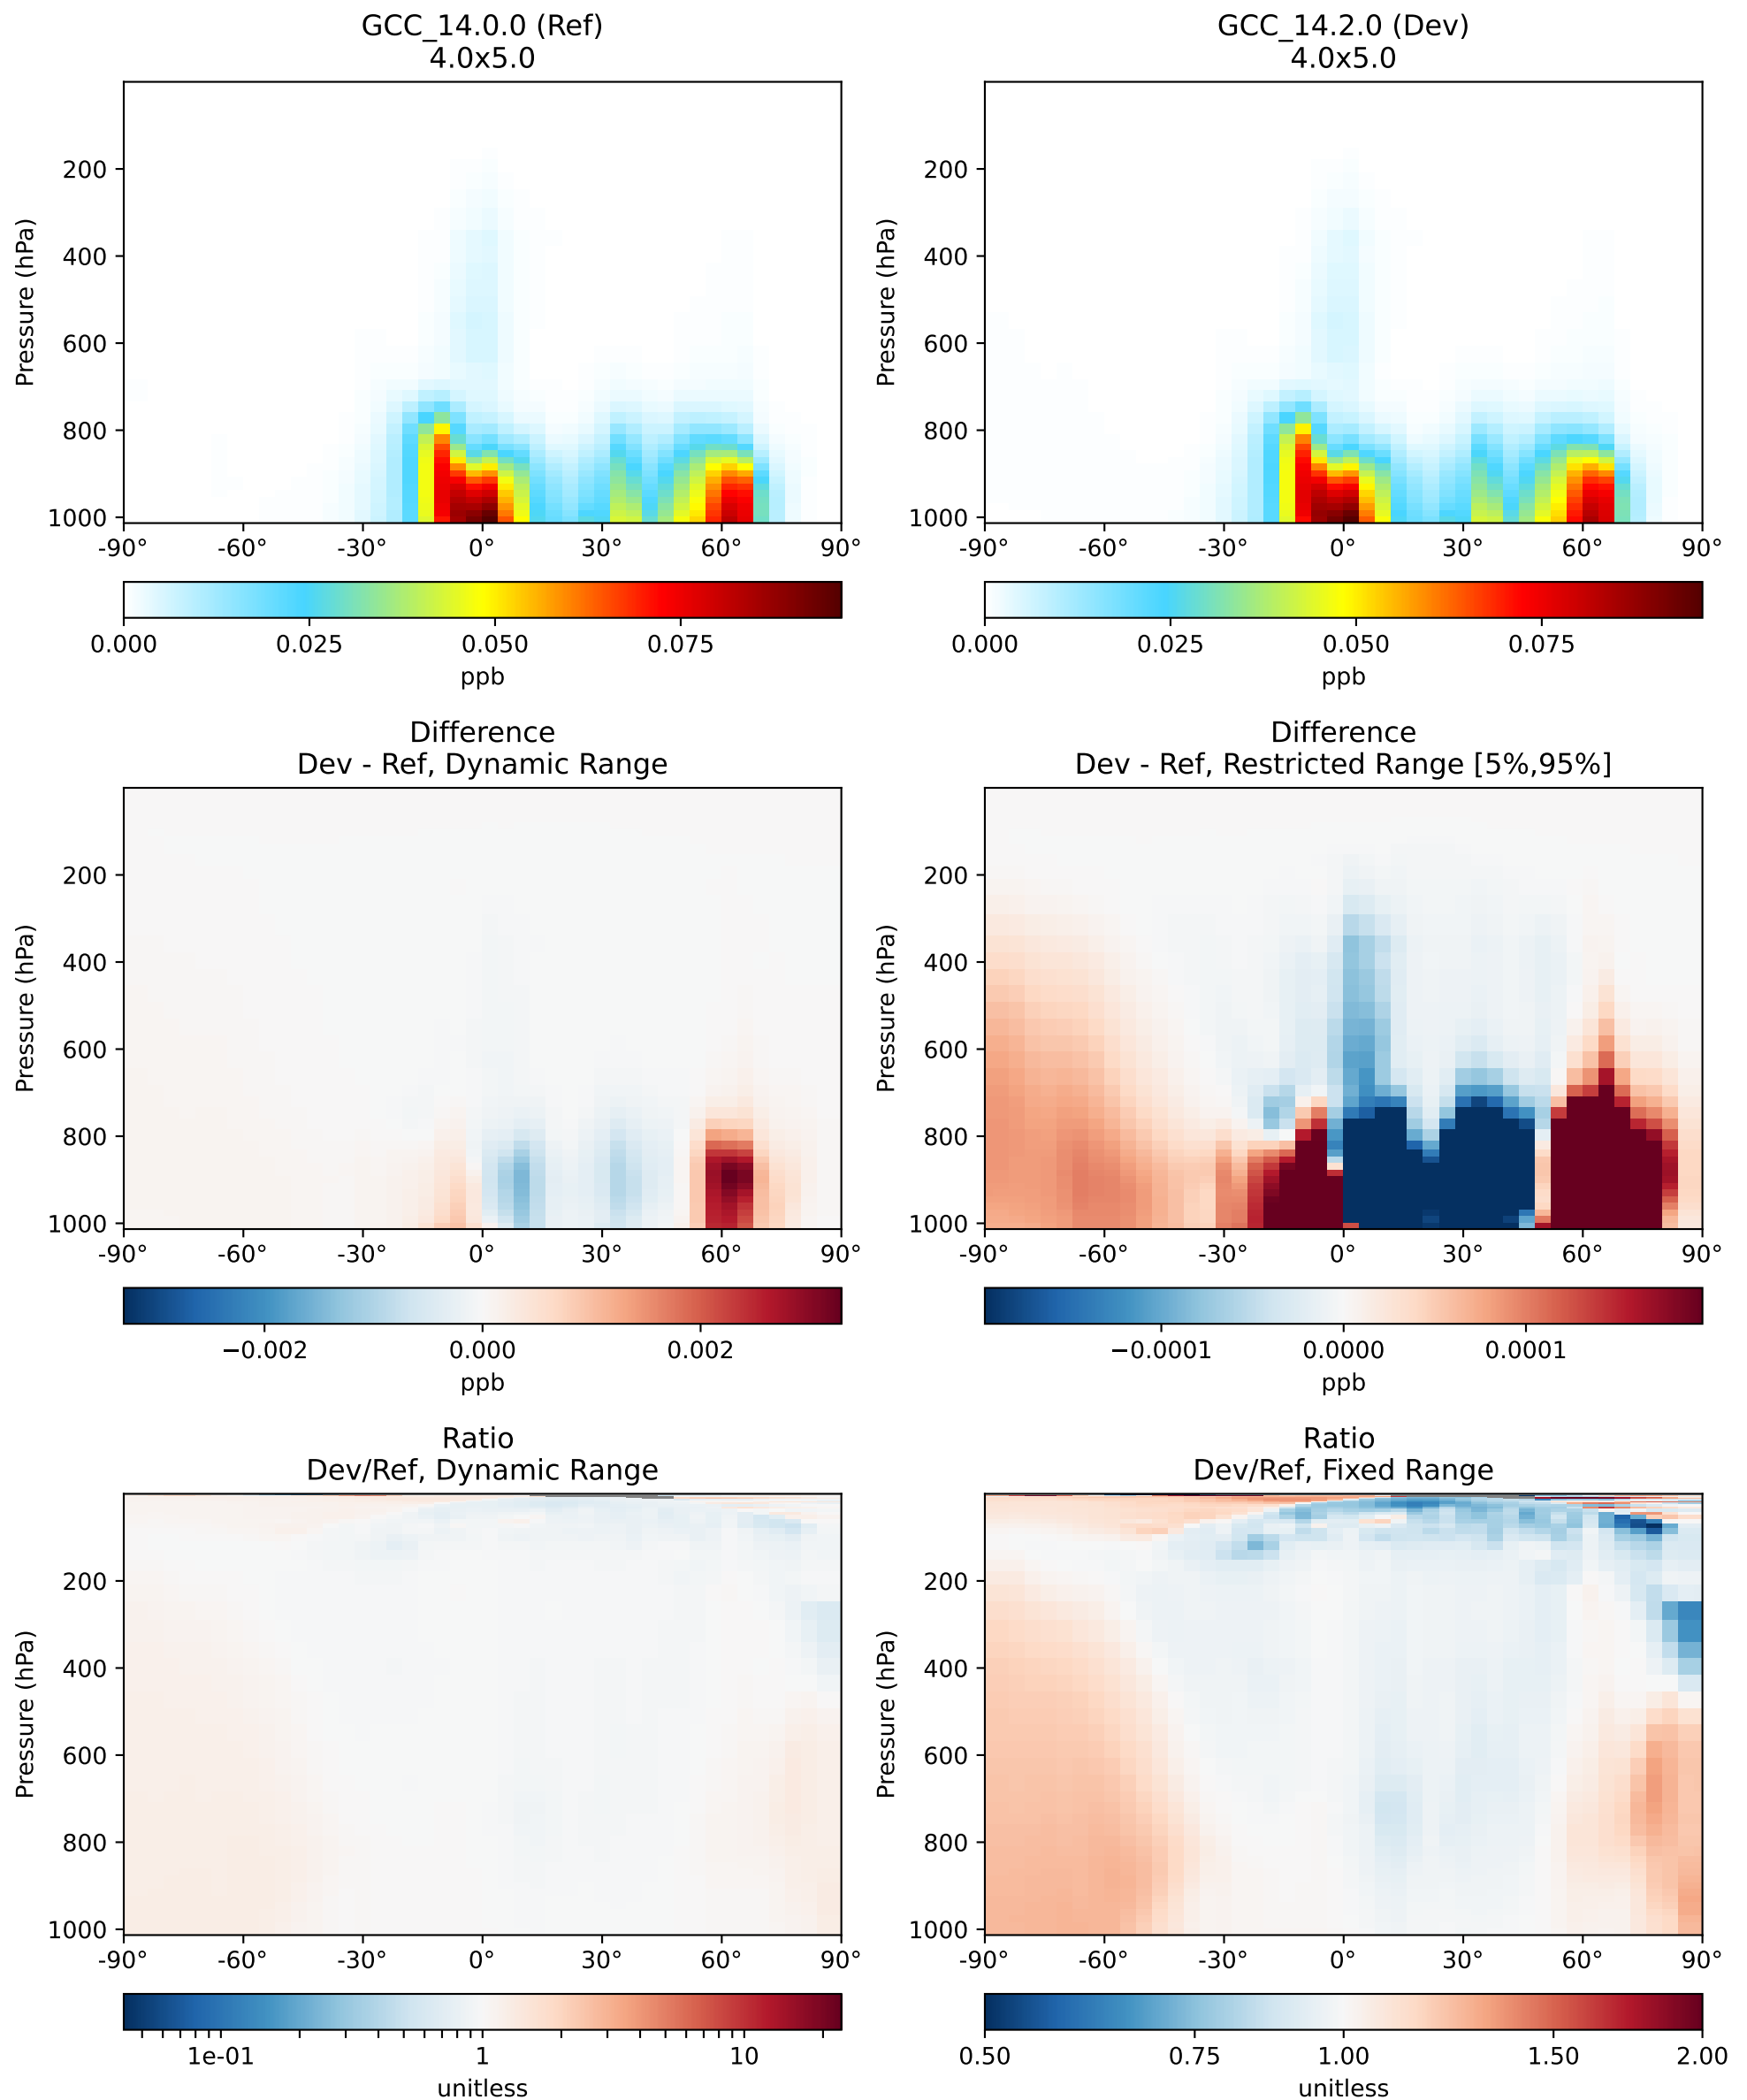 GCC_14.0.0 (Ref)
4.0x5.0
Pressure (hPa)
200
400
600
800
1000
-90° -60° -30° 0° 30° 60° 90°
0.000 0.025 0.050 0.075
ppb
GCC_14.2.0 (Dev)
4.0x5.0
Pressure (hPa)
200
400
600
800
1000
-90° -60° -30° 0° 30° 60° 90°
0.000 0.025 0.050 0.075
ppb
Difference
Dev - Ref, Dynamic Range
Pressure (hPa)
200
400
600
800
1000
-90° -60° -30° 0° 30° 60° 90°
−0.002 0.000 0.002
ppb
Difference
Dev - Ref, Restricted Range [5%,95%]
Pressure (hPa)
200
400
600
800
1000
-90° -60° -30° 0° 30° 60° 90°
−0.0001 0.0000 0.0001
ppb
Ratio
Dev/Ref, Dynamic Range
Pressure (hPa)
200
400
600
800
1000
-90° -60° -30° 0° 30° 60° 90°
1e-01 1 10
unitless
Ratio
Dev/Ref, Fixed Range
Pressure (hPa)
200
400
600
800
1000
-90° -60° -30° 0° 30° 60° 90°
0.50 0.75 1.00 1.50 2.00
unitless